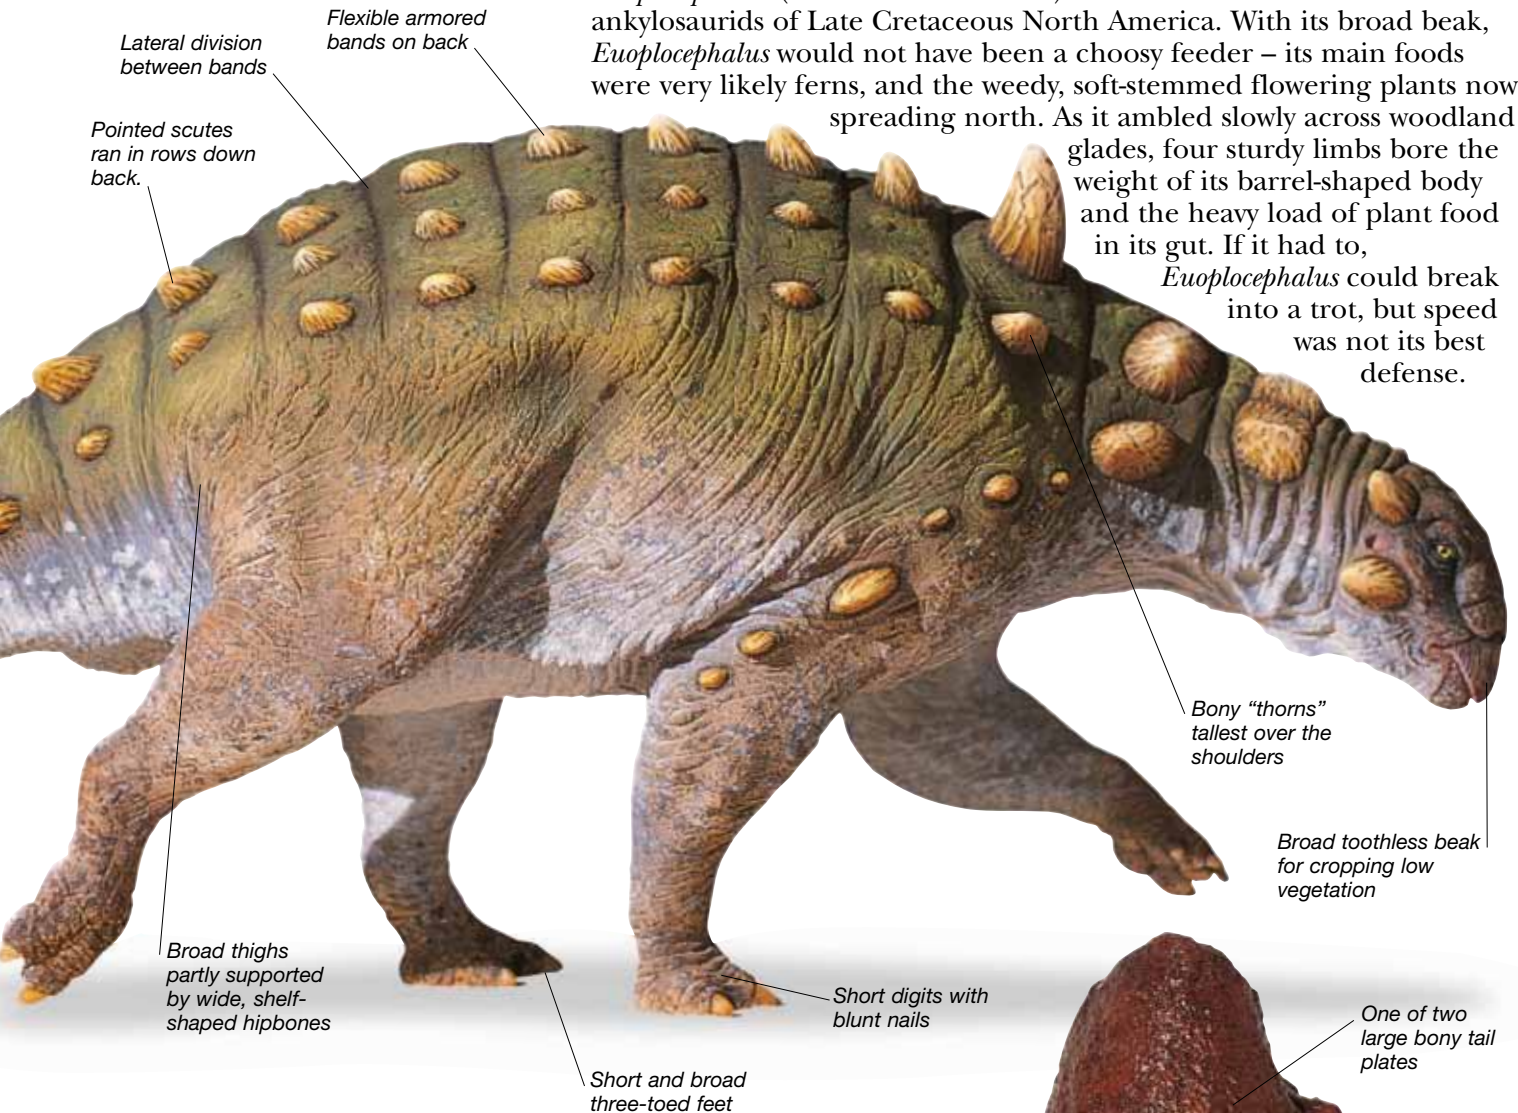 ankylosaurids of Late Cretaceous North America. With its broad beak,
Euoplocephalus would not have been a choosy feeder – its main foods
were very likely ferns, and the weedy, soft-stemmed flowering plants now
spreading north. As it ambled slowly across woodland
glades, four sturdy limbs bore the
weight of its barrel-shaped body
and the heavy load of plant food
in its gut. If it had to,
Euoplocephalus could break
into a trot, but speed
was not its best
defense.
Flexible armored
bands on back
Lateral division
between bands
Pointed scutes
ran in rows down
back.
Bony “thorns”
tallest over the
shoulders
Broad toothless beak
for cropping low
vegetation
Broad thighs
partly supported
by wide, shelf-
shaped hipbones
Short digits with
blunt nails
One of two
large bony tail
plates
Short and broad
three-toed feet